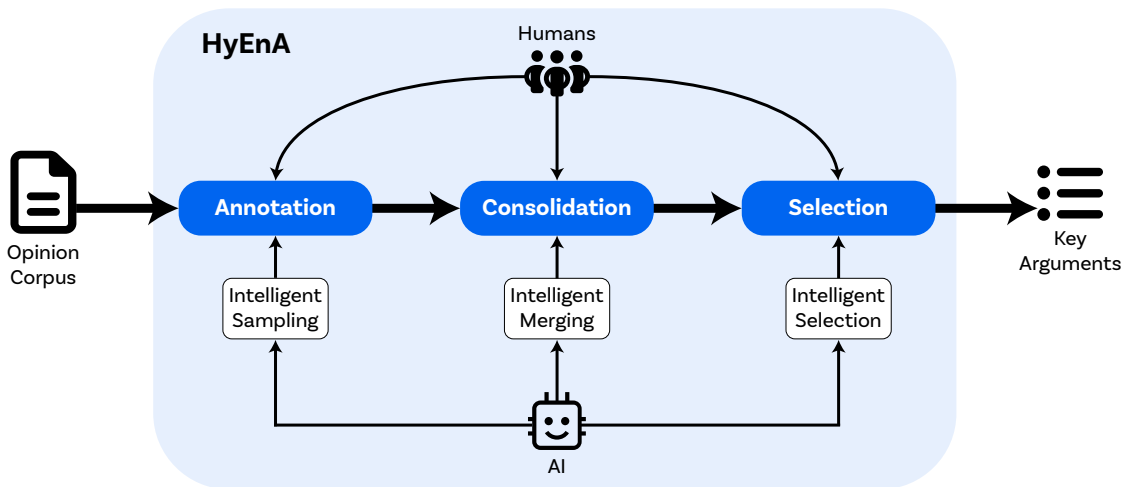 HyEnA
Humans
Opinion
Corpus
Annotation
Consolidation
Selection
Key
Arguments
Intelligent
Sampling
Intelligent
Merging
Intelligent
Selection
AI